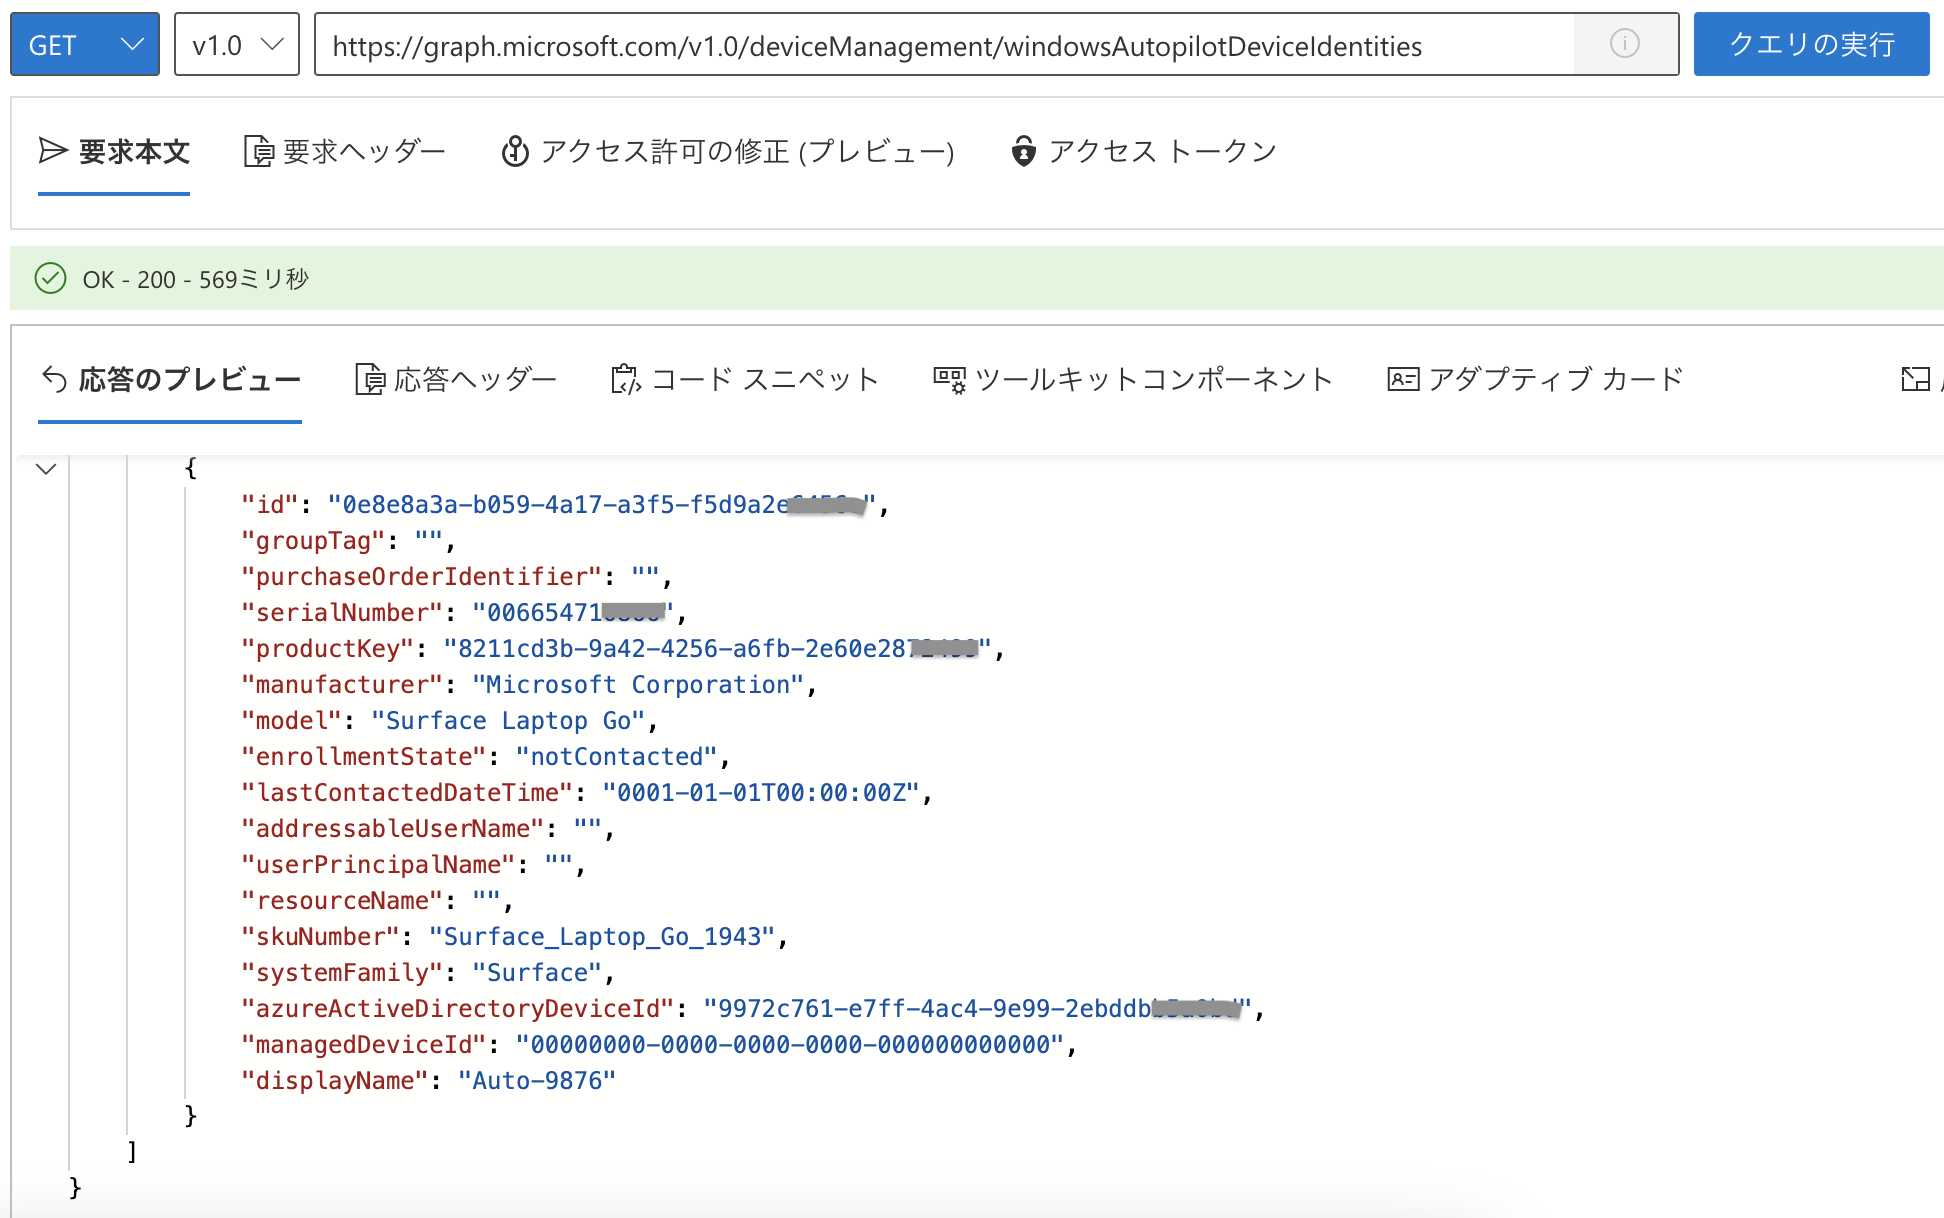 GET v1.0 https://graph.microsoft.com/v1.0/deviceManagement/windowsAutopilotDeviceIdentities クエリの実行
要求本文 要求ヘッダー アクセス許可の修正 (プレビュー) アクセス トークン
OK - 200 - 569ミリ秒
応答のプレビュー 応答ヘッダー コード スニペット ツールキットコンポーネント アダプティブ カード
{
"id": "0e8e8a3a-b059-4a17-a3f5-f5d9a2e",
"groupTag": "",
"purchaseOrderIdentifier": "",
"serialNumber": "00665471",
"productKey": "8211cd3b-9a42-4256-a6fb-2e60e287",
"manufacturer": "Microsoft Corporation",
"model": "Surface Laptop Go",
"enrollmentState": "notContacted",
"lastContactedDateTime": "0001-01-01T00:00:00Z",
"addressableUserName": "",
"userPrincipalName": "",
"resourceName": "",
"skuNumber": "Surface_Laptop_Go_1943",
"systemFamily": "Surface",
"azureActiveDirectoryDeviceId": "9972c761-e7ff-4ac4-9e99-2ebddb",
"managedDeviceId": "00000000-0000-0000-0000-000000000000",
"displayName": "Auto-9876"
}
]
}